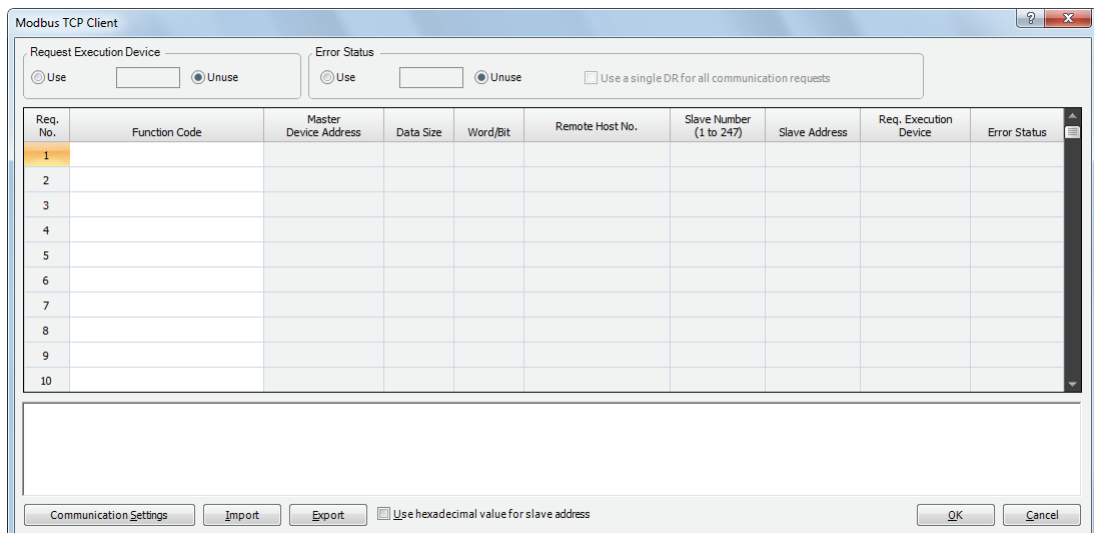 Modbus TCP Client
Request Execution Device
Error Status
Use
Unuse
Use
Unuse
Use a single DR for all communication requests
Req. No.
Function Code
Master Device Address
Data Size
Word/Bit
Remote Host No.
Slave Number (1 to 247)
Slave Address
Req. Execution Device
Error Status
1
2
3
4
5
6
7
8
9
10
Communication Settings
Import
Export
Use hexadecimal value for slave address
OK
Cancel